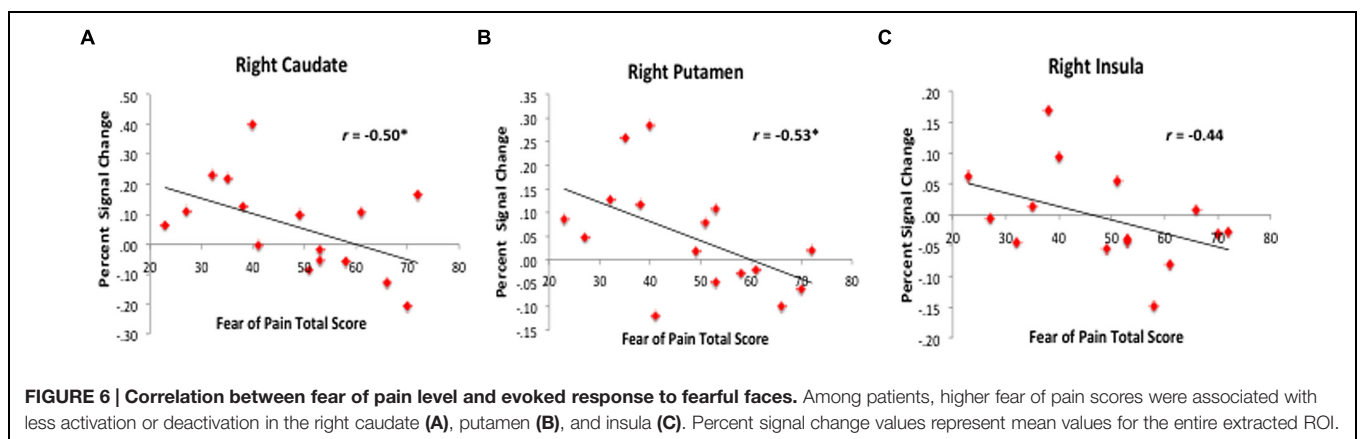 A
Right Caudate
Percent Signal Change
.50
.40
.30
.20
.10
.00
-.10
-.20
-.30
20 30 40 50 60 70 80
r = -0.50*
Fear of Pain Total Score
B
Right Putamen
Percent Signal Change
.35
.30
.25
.20
.15
.10
.05
.00
-.05
-.10
-.15
20 30 40 50 60 70 80
r = -0.53*
Fear of Pain Total Score
C
Right Insula
Percent Signal Change
.20
.15
.10
.05
.00
-.05
-.10
-.15
-.20
20 30 40 50 60 70 80
r = -0.44
Fear of Pain Total Score
FIGURE 6 | Correlation between fear of pain level and evoked response to fearful faces. Among patients, higher fear of pain scores were associated with
less activation or deactivation in the right caudate (A), putamen (B), and insula (C). Percent signal change values represent mean values for the entire extracted ROI.